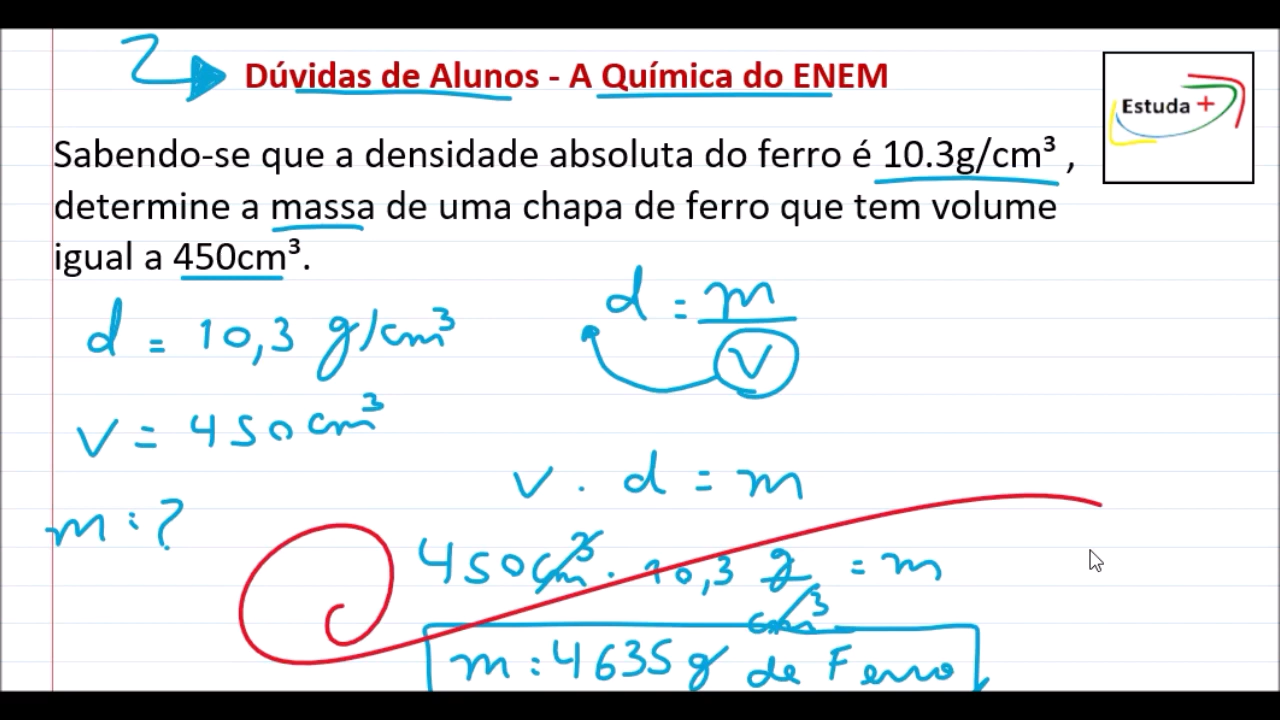 Dúvidas de Alunos - A Química do ENEM
Estuda +
Sabendo-se que a densidade absoluta do ferro é 10.3g/cm³ ,
determine a massa de uma chapa de ferro que tem volume
igual a 450cm³.
d = m
V
d = 10,3 g/cm³
V = 450cm³
V . d = m
m : ?
450cm³ . 10,3 g = m
cm³
m : 4635 g de Ferro